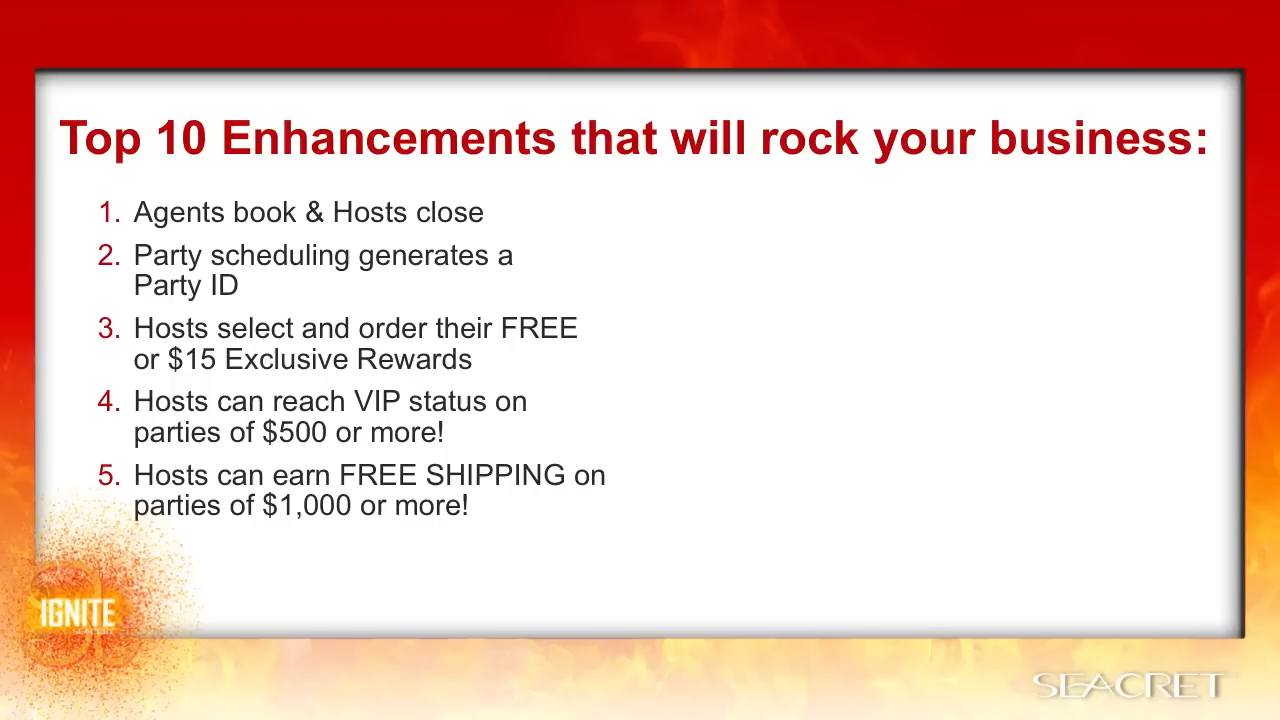 Top 10 Enhancements that will rock your business:
1. Agents book & Hosts close
2. Party scheduling generates a
Party ID
3. Hosts select and order their FREE
or $15 Exclusive Rewards
4. Hosts can reach VIP status on
parties of $500 or more!
5. Hosts can earn FREE SHIPPING on
parties of $1,000 or more!
IGNITE
SEACRET